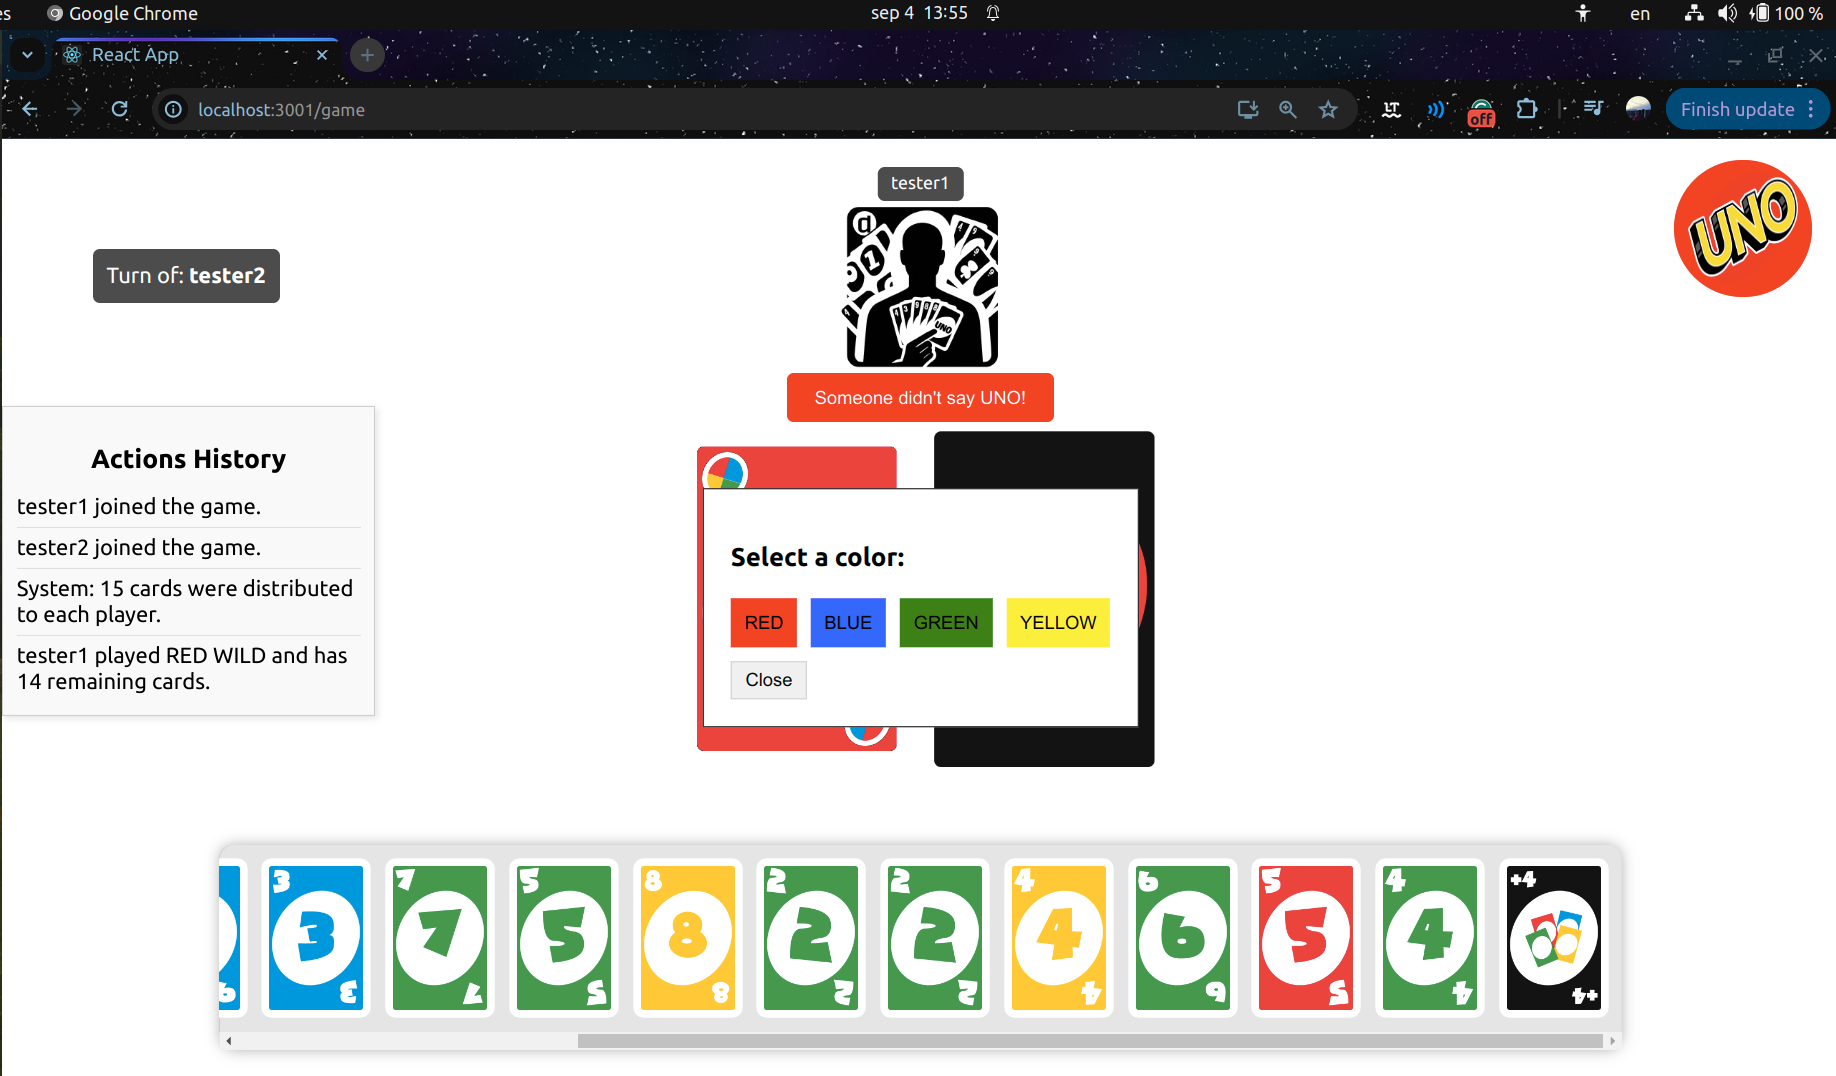 es
Google Chrome
sep 4 13:55
en
100 %
React App
localhost:3001/game
LT
off
Finish update
tester1
d
UNO
Turn of: tester2
UNO
Someone didn't say UNO!
Actions History
tester1 joined the game.
tester2 joined the game.
System: 15 cards were distributed
to each player.
tester1 played RED WILD and has
14 remaining cards.
Select a color:
RED
BLUE
GREEN
YELLOW
Close
3 7 5 8 2 2 4 6 5 4 +4
3 7 5 8 2 2 4 6 5 4
3 7 5 8 2 2 4 6 5 4 +4